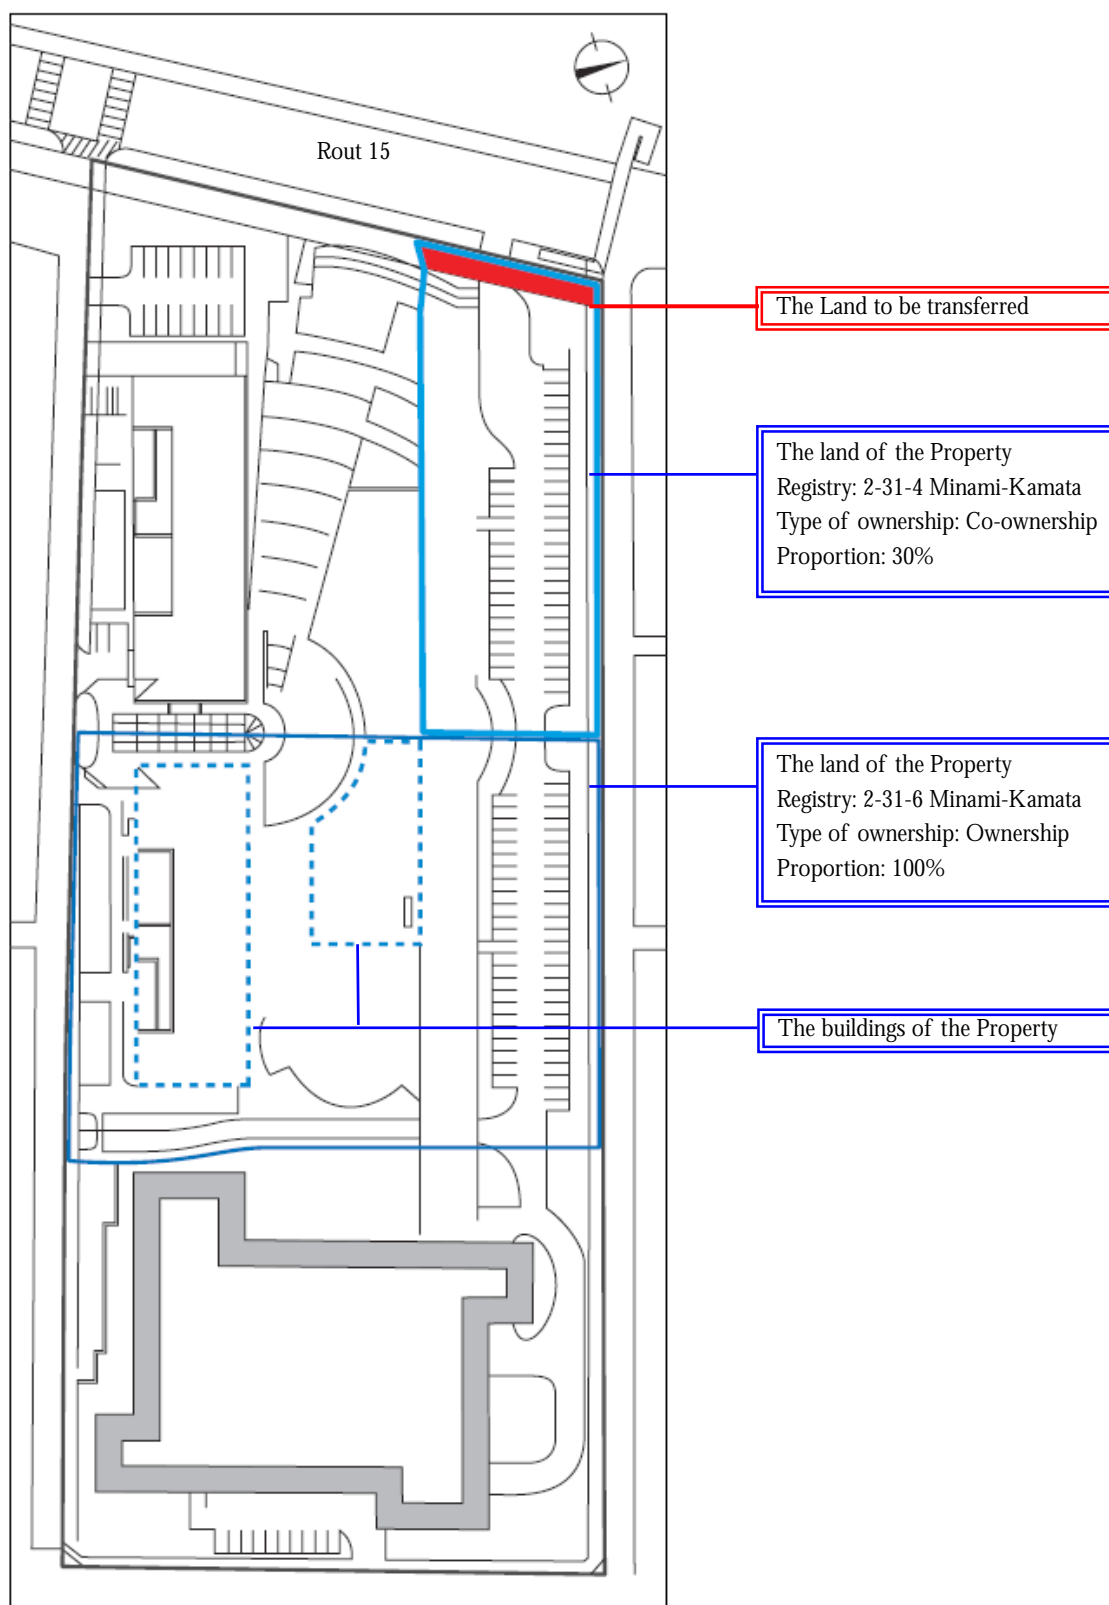 Rout 15
The Land to be transferred
The land of the Property
Registry: 2-31-4 Minami-Kamata
Type of ownership: Co-ownership
Proportion: 30%
The land of the Property
Registry: 2-31-6 Minami-Kamata
Type of ownership: Ownership
Proportion: 100%
The buildings of the Property